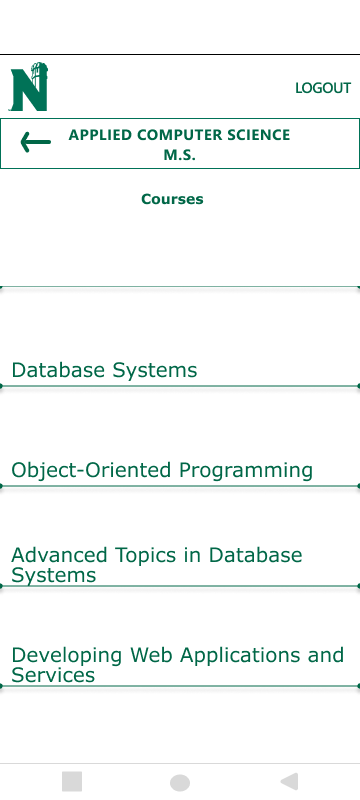 N
LOGOUT
APPLIED COMPUTER SCIENCE
M.S.
Courses
Database Systems
Object-Oriented Programming
Advanced Topics in Database
Systems
Developing Web Applications and
Services